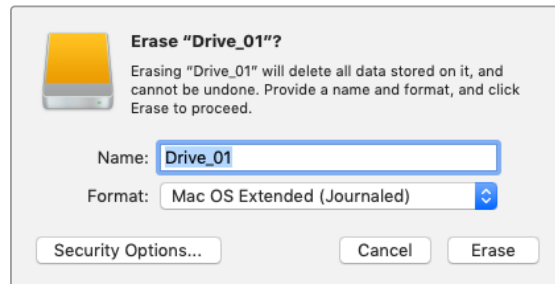 Erase “Drive_01”?
Erasing “Drive_01” will delete all data stored on it, and
cannot be undone. Provide a name and format, and click
Erase to proceed.
Name: Drive_01
Format: Mac OS Extended (Journaled)
Security Options... Cancel Erase